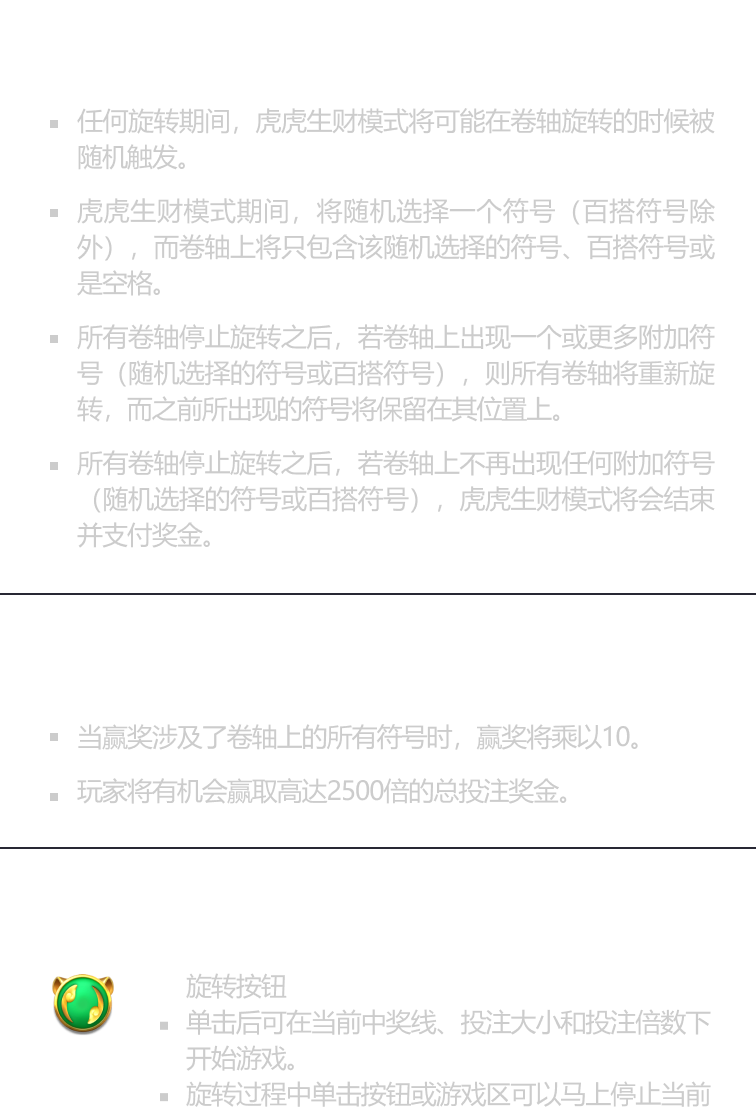 任何旋转期间，虎虎生财模式将可能在卷轴旋转的时候被
随机触发。
虎虎生财模式期间，将随机选择一个符号（百搭符号除
外），而卷轴上将只包含该随机选择的符号、百搭符号或
是空格。
所有卷轴停止旋转之后，若卷轴上出现一个或更多附加符
号（随机选择的符号或百搭符号），则所有卷轴将重新旋
转，而之前所出现的符号将保留在其位置上。
所有卷轴停止旋转之后，若卷轴上不再出现任何附加符号
（随机选择的符号或百搭符号），虎虎生财模式将会结束
并支付奖金。
当赢奖涉及了卷轴上的所有符号时，赢奖将乘以10。
玩家将有机会赢取高达2500倍的总投注奖金。
旋转按钮
单击后可在当前中奖线、投注大小和投注倍数下
开始游戏。
旋转过程中单击按钮或游戏区可以马上停止当前